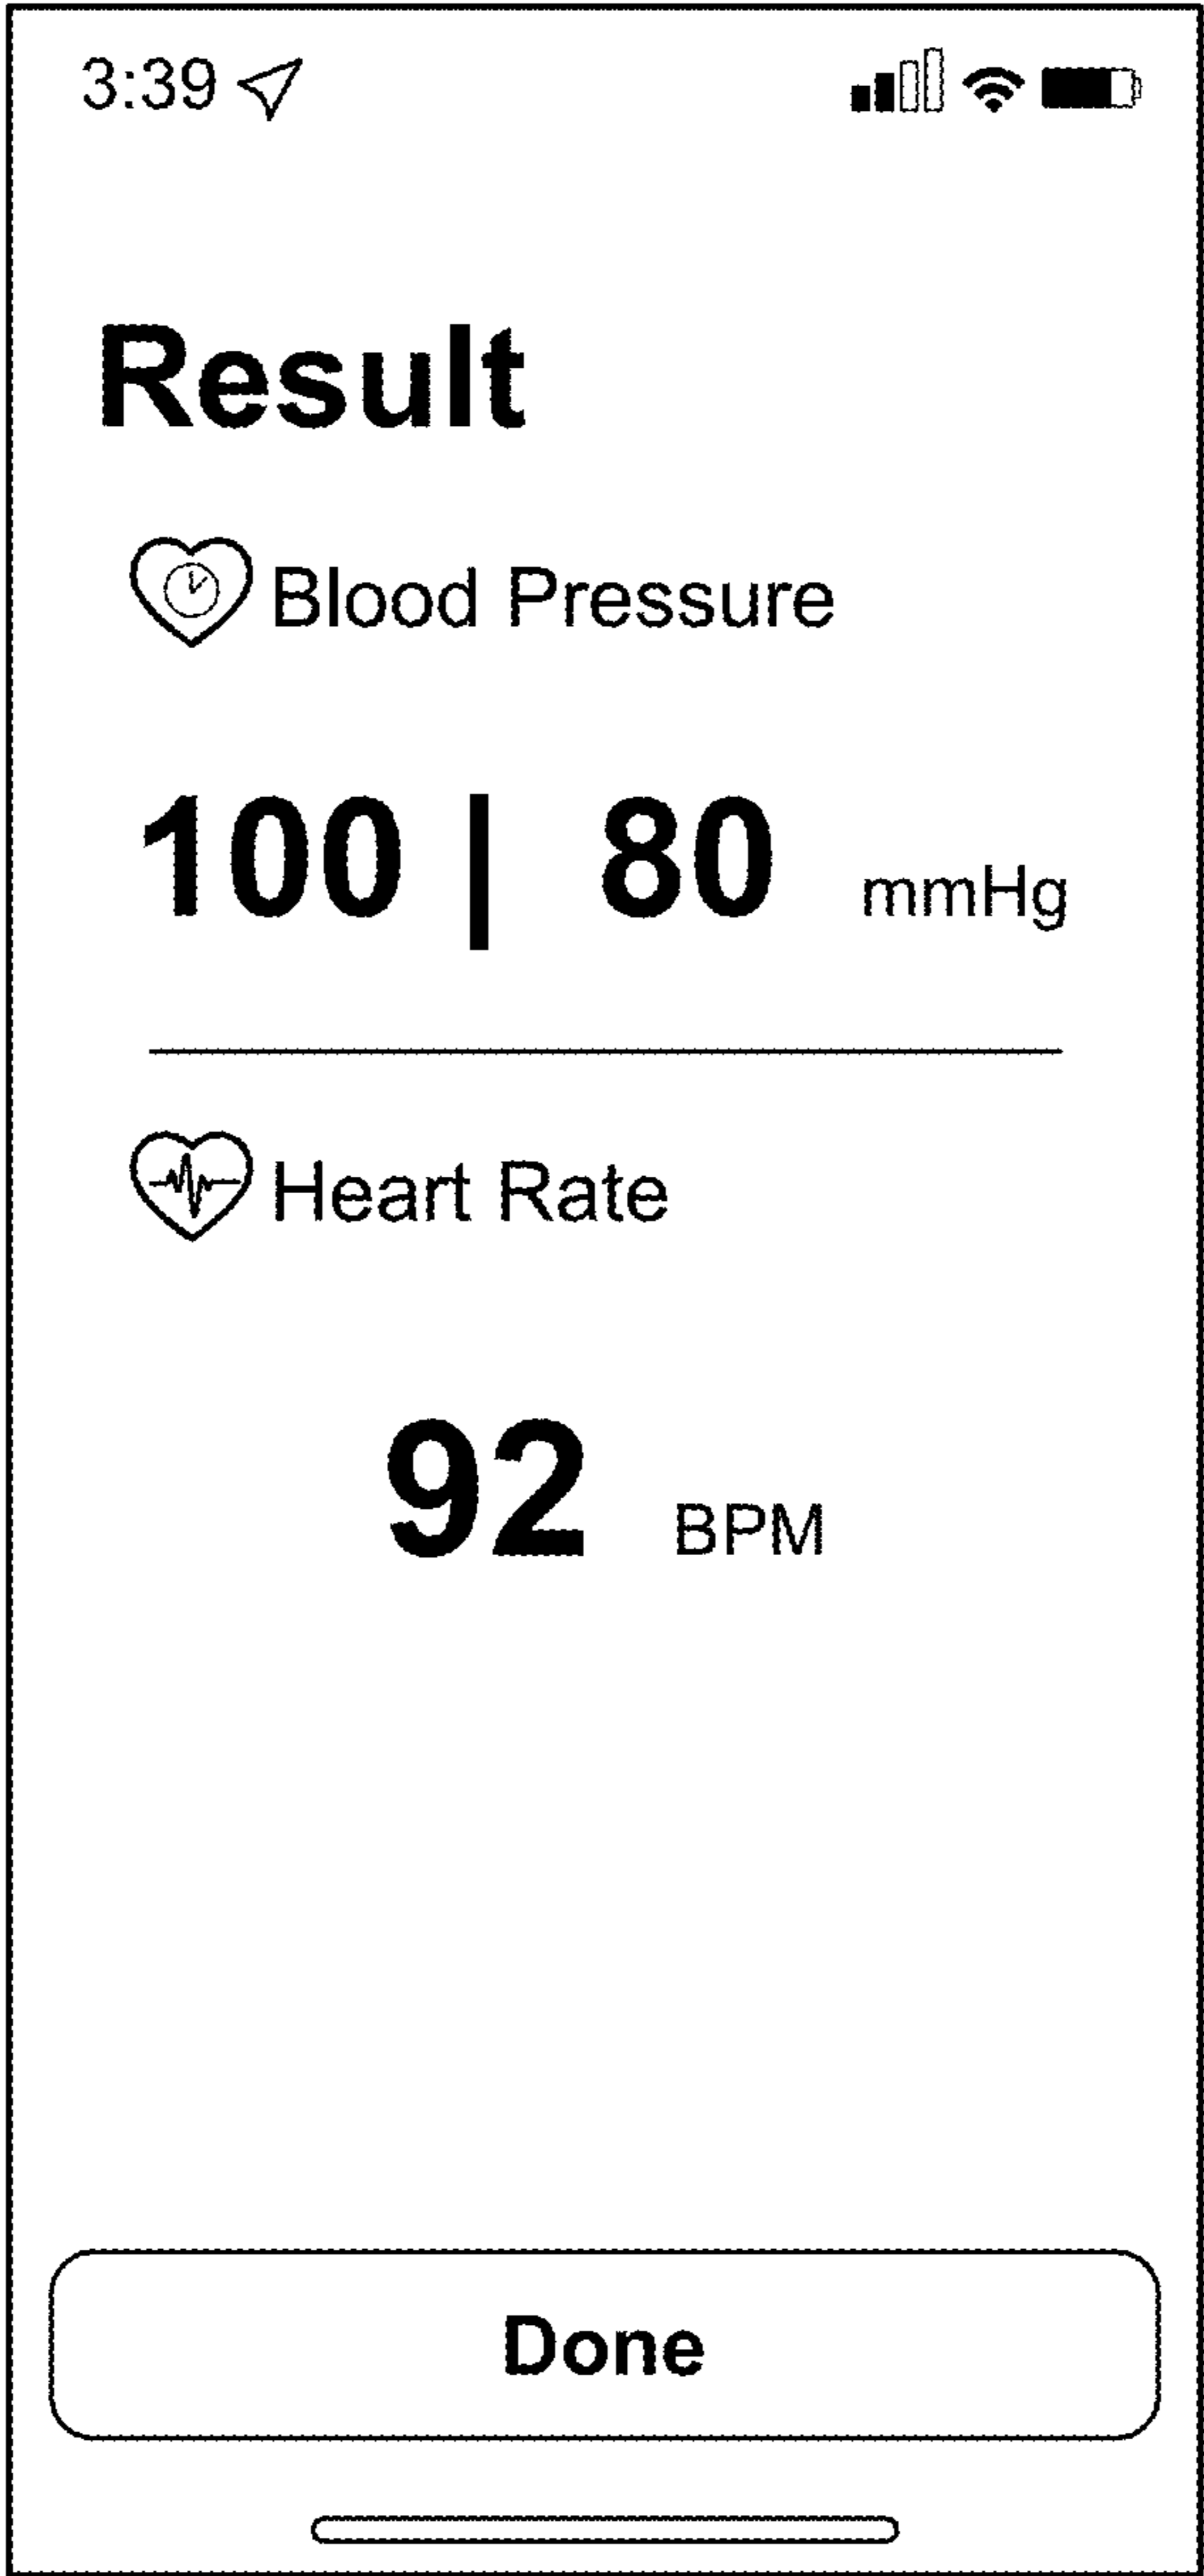 3:39
Result
Blood Pressure
100 | 80 mmHg
Heart Rate
92 BPM
Done